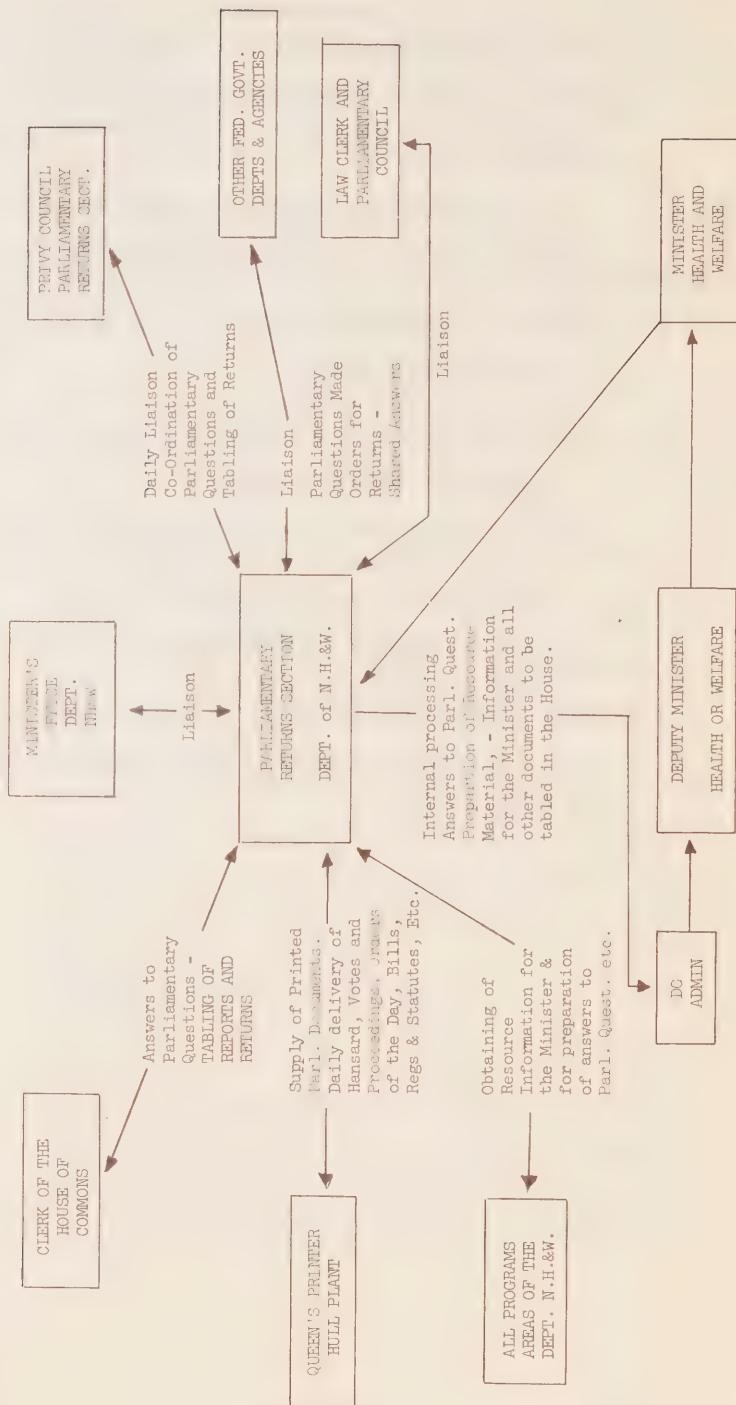 CLERK OF THE
HOUSE OF
COMMONS
Answers to
Parliamentary
Questions -
TABLING OF
REPORTS AND
RETURNS
MINISTER'S
DEPT.
NH&W
Liaison
PRIVY COUNCIL
PARLIAMENTARY
RETURNS SECT.
Daily Liaison
Co-Ordination of
Parliamentary
Questions and
Tabling of Returns
OTHER FED. GOVT.
DEPTS & AGENCIES
Liaison
Parliamentary
Questions Made
Orders for
Returns -
Shared Answers
LAW CLERK AND
PARLIAMENTARY
COUNCIL
Liaison
QUEEN'S PRINTER
HULL PLANT
Supply of Printed
Parl. Documents.
Daily delivery of
Hansard, Votes and
Proceedings, Orders
of the Day, Bills,
Regs & Statutes, Etc.
PARLIAMENTARY
RETURNS SECTION
DEPT. of N.H.&W.
ALL PROGRAMS
AREAS OF THE
DEPT. N.H.&W.
Obtaining of
Resource
Information for
the Minister &
for preparation
of answers to
Parl. Quest. etc.
Internal processing
Answers to Parl. Quest.
Prepartion of Resource
Material, - Information
for the Minister and all
other documents to be
tabled in the House.
DG
ADMIN
DEPUTY MINISTER
HEALTH OR WELFARE
MINISTER
HEALTH AND
WELFARE